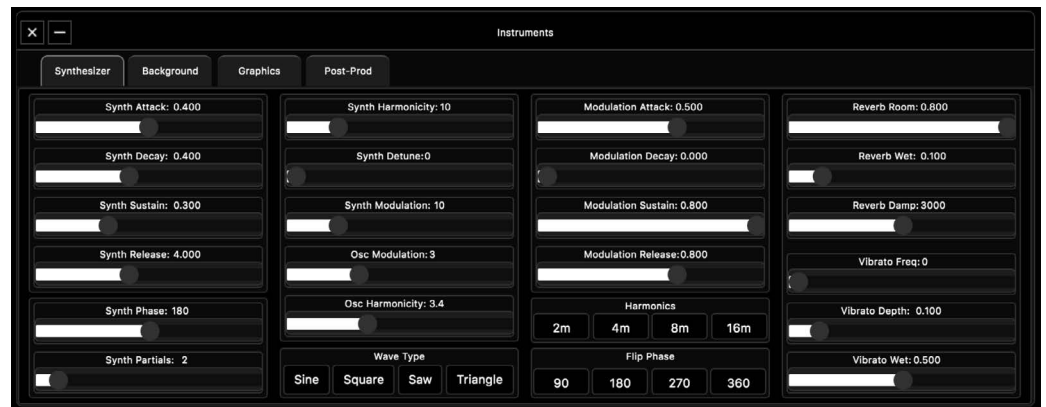 Instruments
Synthesizer Background Graphics Post-Prod
Synth Attack: 0.400
Synth Decay: 0.400
Synth Sustain: 0.300
Synth Release: 4.000
Synth Phase: 180
Synth Partials: 2
Synth Harmonicity: 10
Synth Detune: 0
Synth Modulation: 10
Osc Modulation: 3
Osc Harmonicity: 3.4
Wave Type
Sine Square Saw Triangle
Modulation Attack: 0.500
Modulation Decay: 0.000
Modulation Sustain: 0.800
Modulation Release: 0.800
Harmonics
2m 4m 8m 16m
Flip Phase
90 180 270 360
Reverb Room: 0.800
Reverb Wet: 0.100
Reverb Damp: 3000
Vibrato Freq: 0
Vibrato Depth: 0.100
Vibrato Wet: 0.500